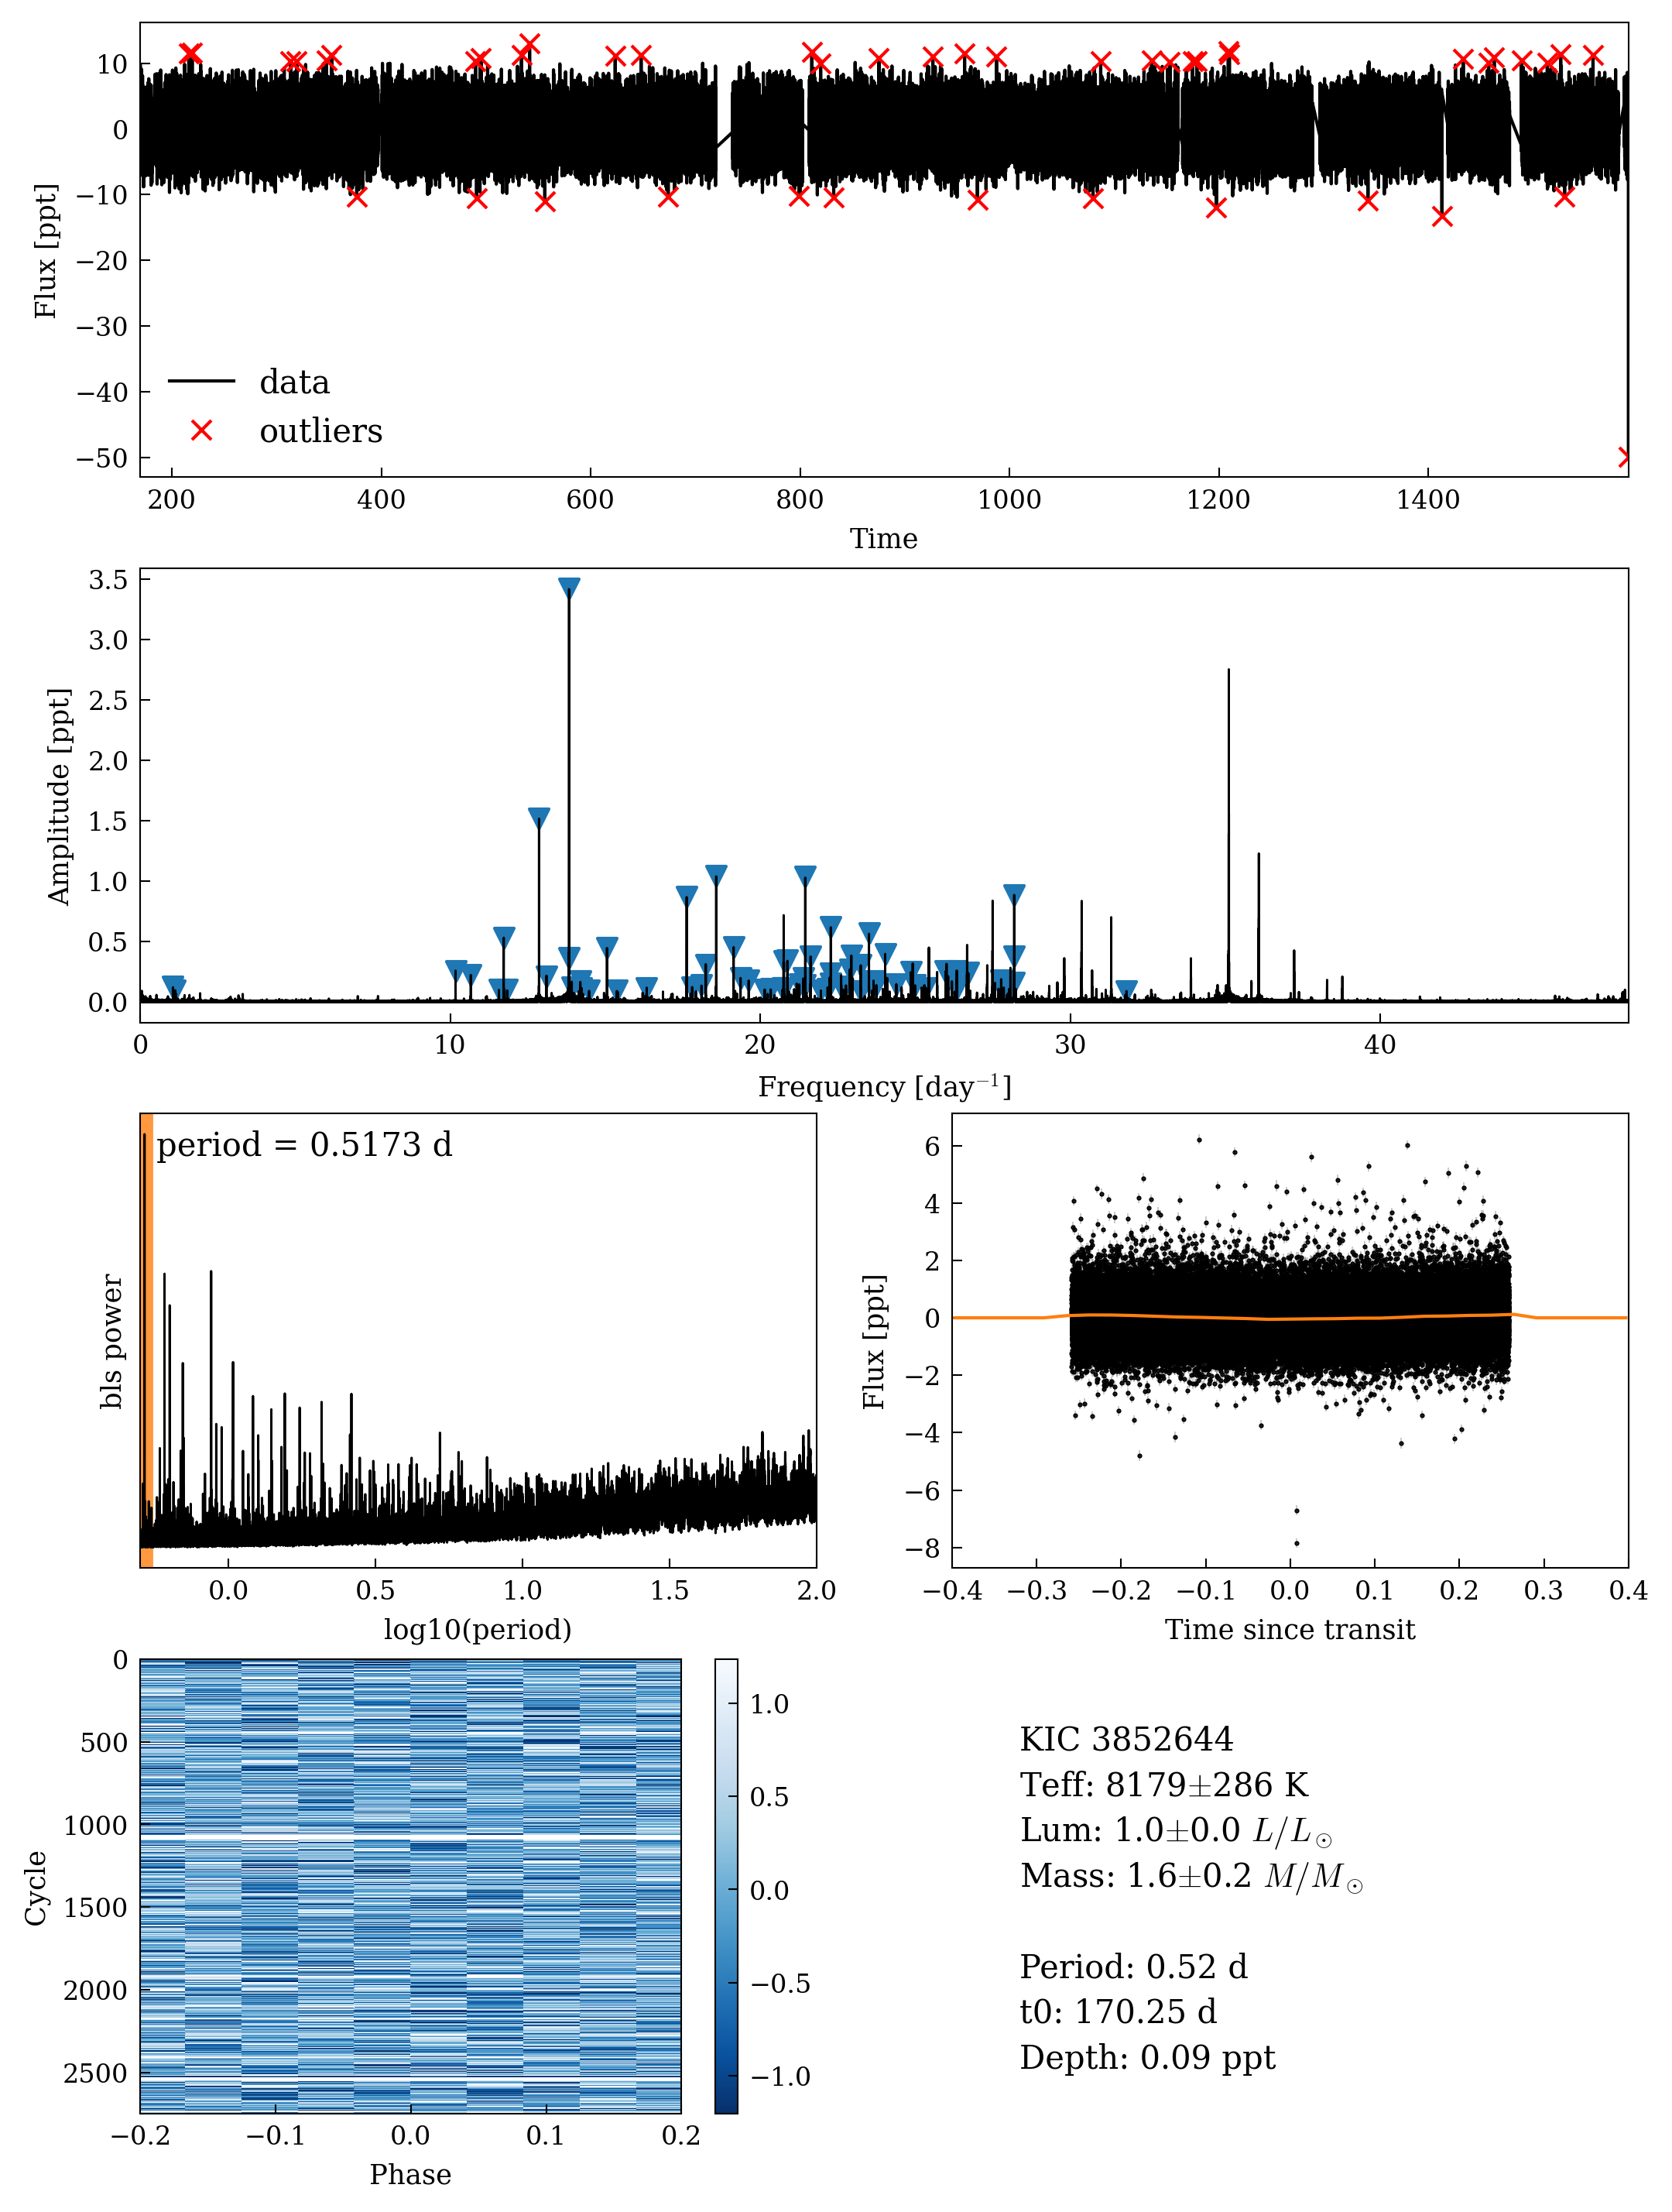 10
0
−10
−20
−30
−40
−50
Flux [ppt]
data
outliers
200 400 600 800 1000 1200 1400
Time
3.5
3.0
2.5
2.0
1.5
1.0
0.5
0.0
Amplitude [ppt]
0 10 20 30 40
Frequency [day⁻¹]
period = 0.5173 d
bls power
0.0 0.5 1.0 1.5 2.0
log10(period)
6
4
2
0
−2
−4
−6
−8
Flux [ppt]
−0.4 −0.3 −0.2 −0.1 0.0 0.1 0.2 0.3 0.4
Time since transit
0
500
1000
1500
2000
2500
Cycle
−0.2 −0.1 0.0 0.1 0.2
Phase
1.0
0.5
0.0
−0.5
−1.0
KIC 3852644
Teff: 8179±286 K
Lum: 1.0±0.0 L/L☉
Mass: 1.6±0.2 M/M☉
Period: 0.52 d
t0: 170.25 d
Depth: 0.09 ppt